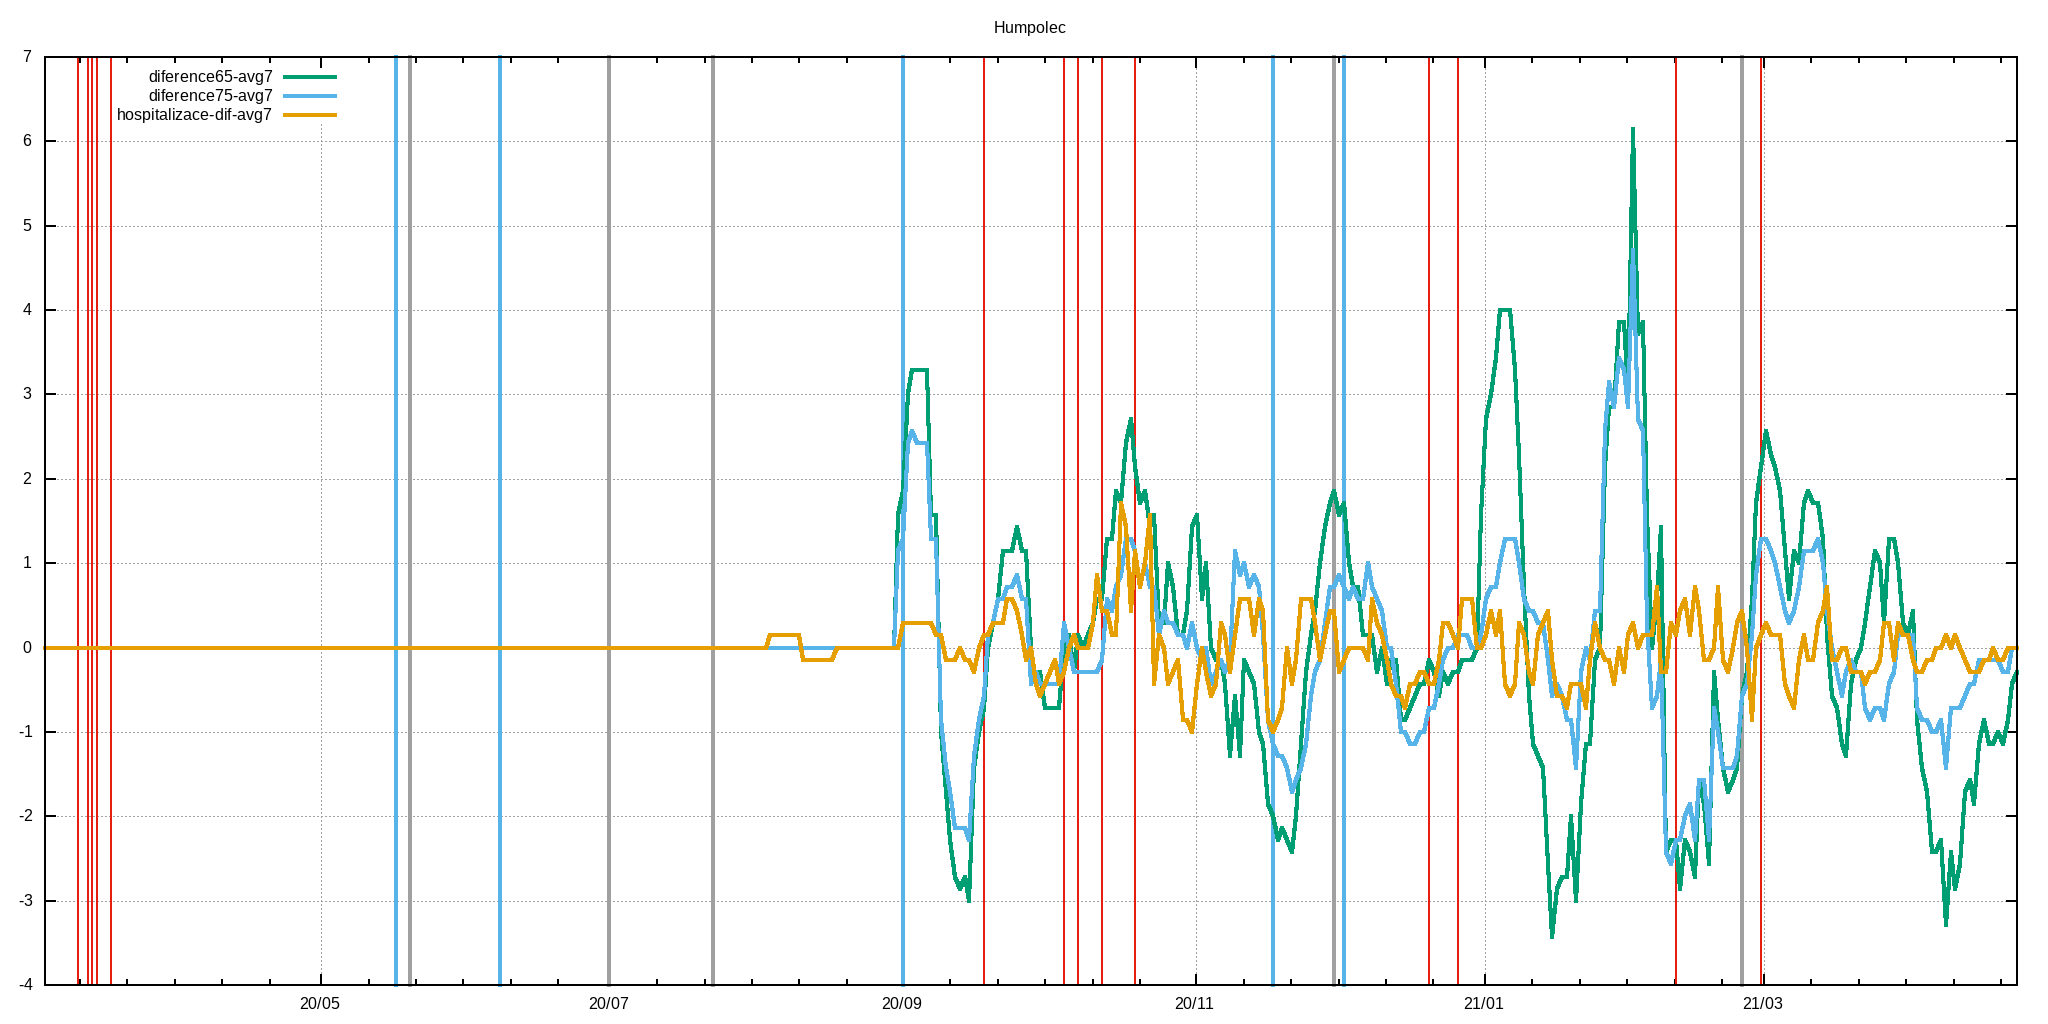 Humpolec
diference65-avg7
diference75-avg7
hospitalizace-dif-avg7
7
6
5
4
3
2
1
0
-1
-2
-3
-4
20/05 20/07 20/09 20/11 21/01 21/03